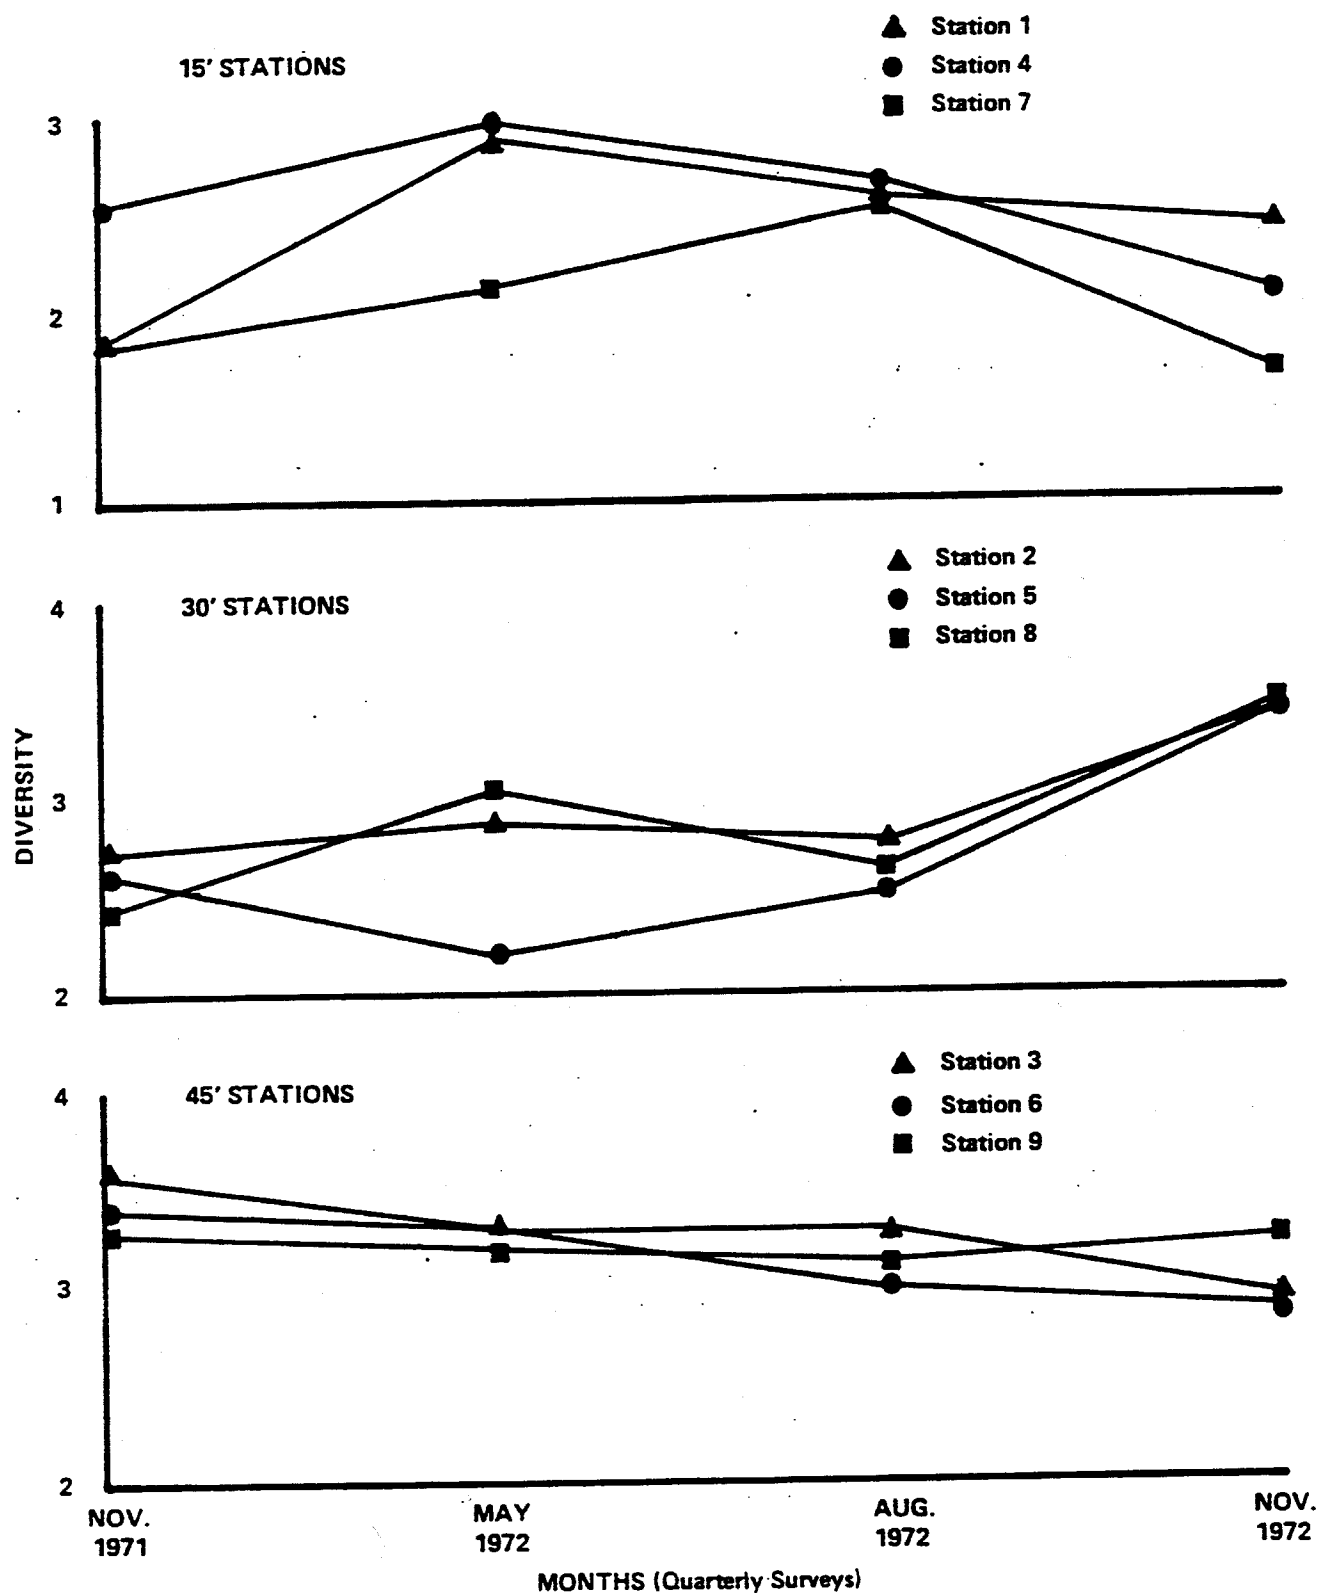 15' STATIONS
Station 1
Station 4
Station 7
3
2
1
30' STATIONS
Station 2
Station 5
Station 8
4
3
2
DIVERSITY
45' STATIONS
Station 3
Station 6
Station 9
4
3
2
NOV.
1971
MAY
1972
AUG.
1972
NOV.
1972
MONTHS (Quarterly Surveys)